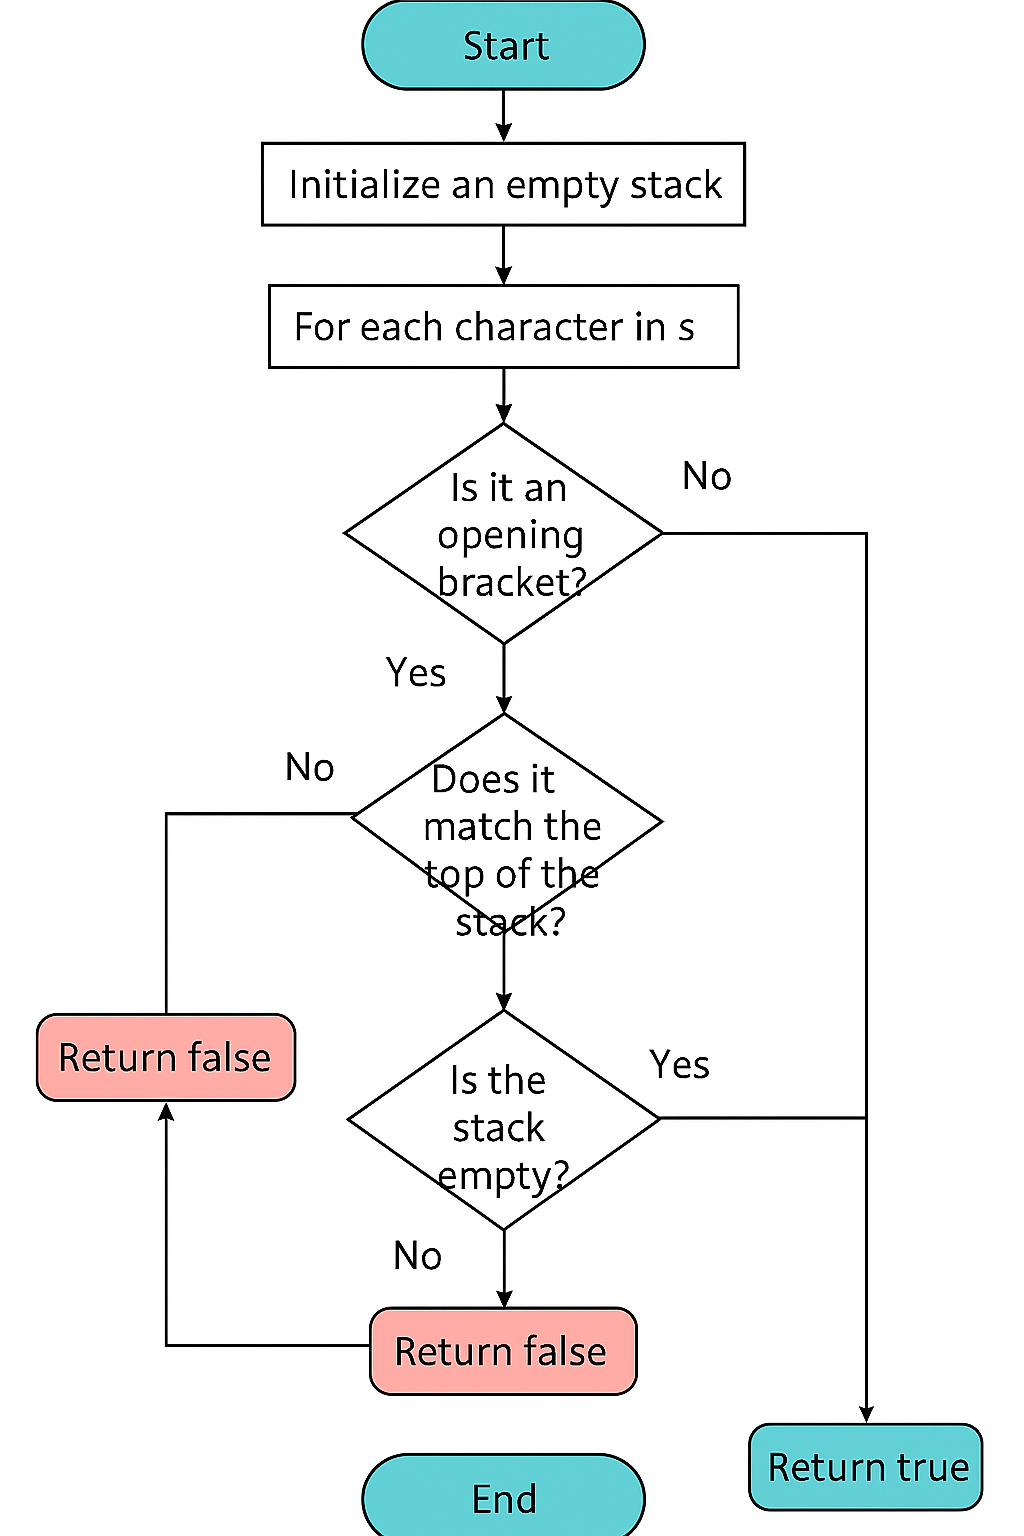 Start
Initialize an empty stack
For each character in s
Is it an
opening
bracket?
No
Yes
No
Does it
match the
top of the
stack?
Return false
Is the
stack
empty?
Yes
No
Return false
Return true
End